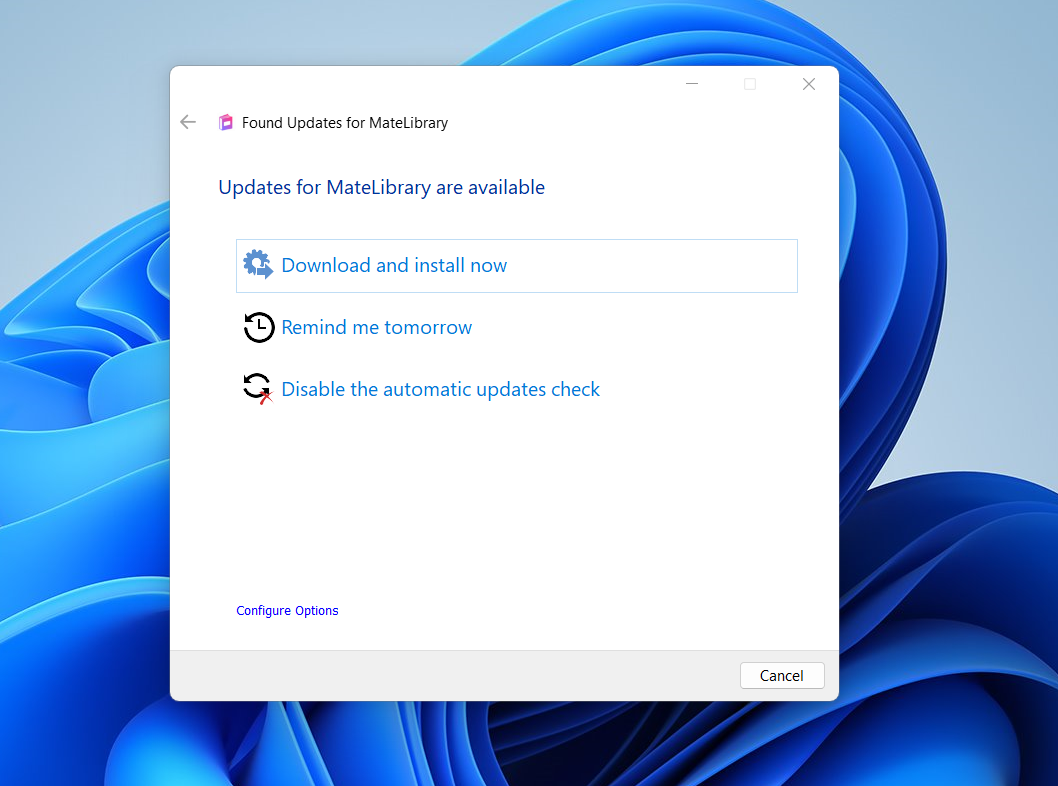 Found Updates for MateLibrary
Updates for MateLibrary are available
Download and install now
Remind me tomorrow
Disable the automatic updates check
Configure Options
Cancel